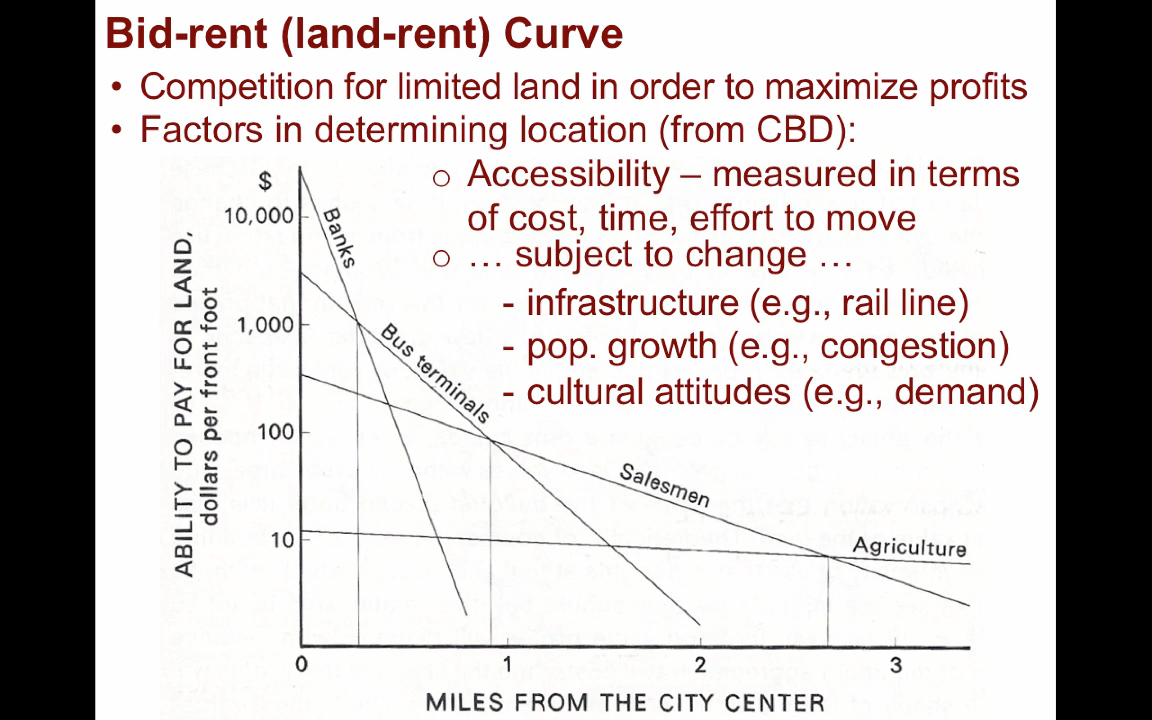 Bid-rent (land-rent) Curve
• Competition for limited land in order to maximize profits
• Factors in determining location (from CBD):
o Accessibility – measured in terms
of cost, time, effort to move
o … subject to change …
- infrastructure (e.g., rail line)
- pop. growth (e.g., congestion)
- cultural attitudes (e.g., demand)
ABILITY TO PAY FOR LAND,
dollars per front foot
$
10,000
1,000
100
10
Banks
Bus terminals
Salesmen
Agriculture
0 1 2 3
MILES FROM THE CITY CENTER